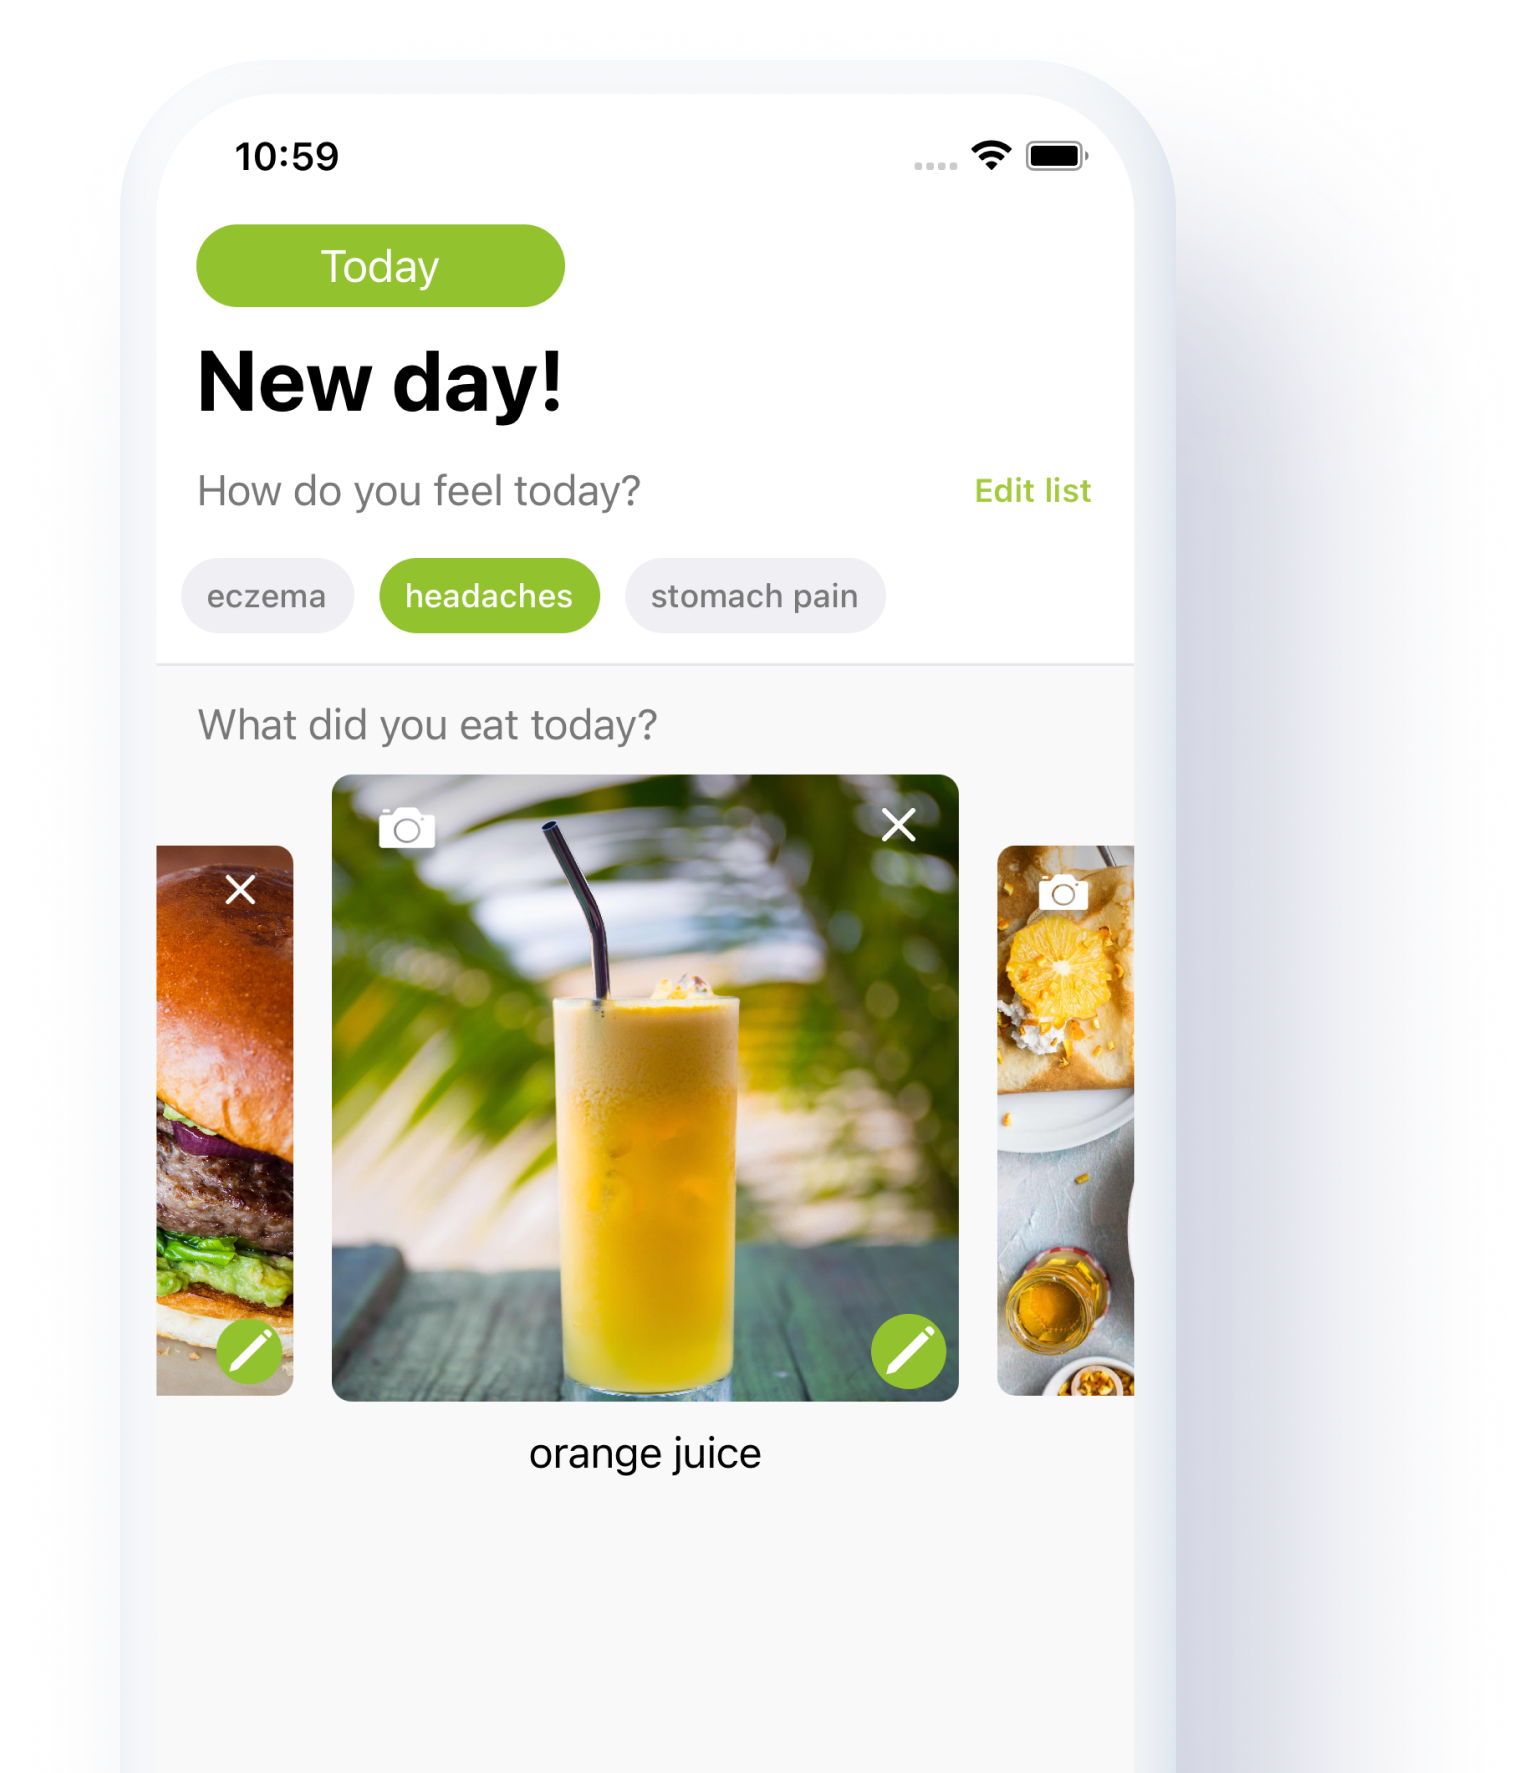 10:59
Today
New day!
How do you feel today?
Edit list
eczema
headaches
stomach pain
What did you eat today?
orange juice